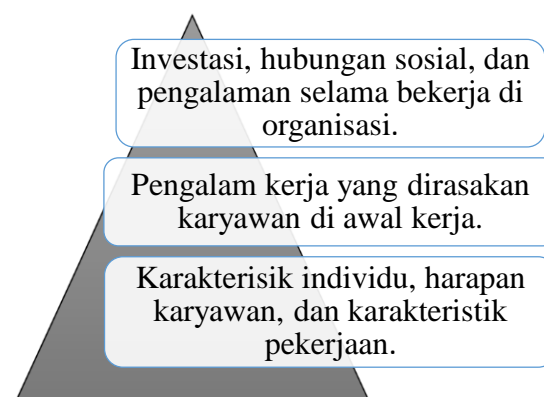 Investasi, hubungan sosial, dan
pengalaman selama bekerja di
organisasi.
Pengalam kerja yang dirasakan
karyawan di awal kerja.
Karakterisik individu, harapan
karyawan, dan karakteristik
pekerjaan.